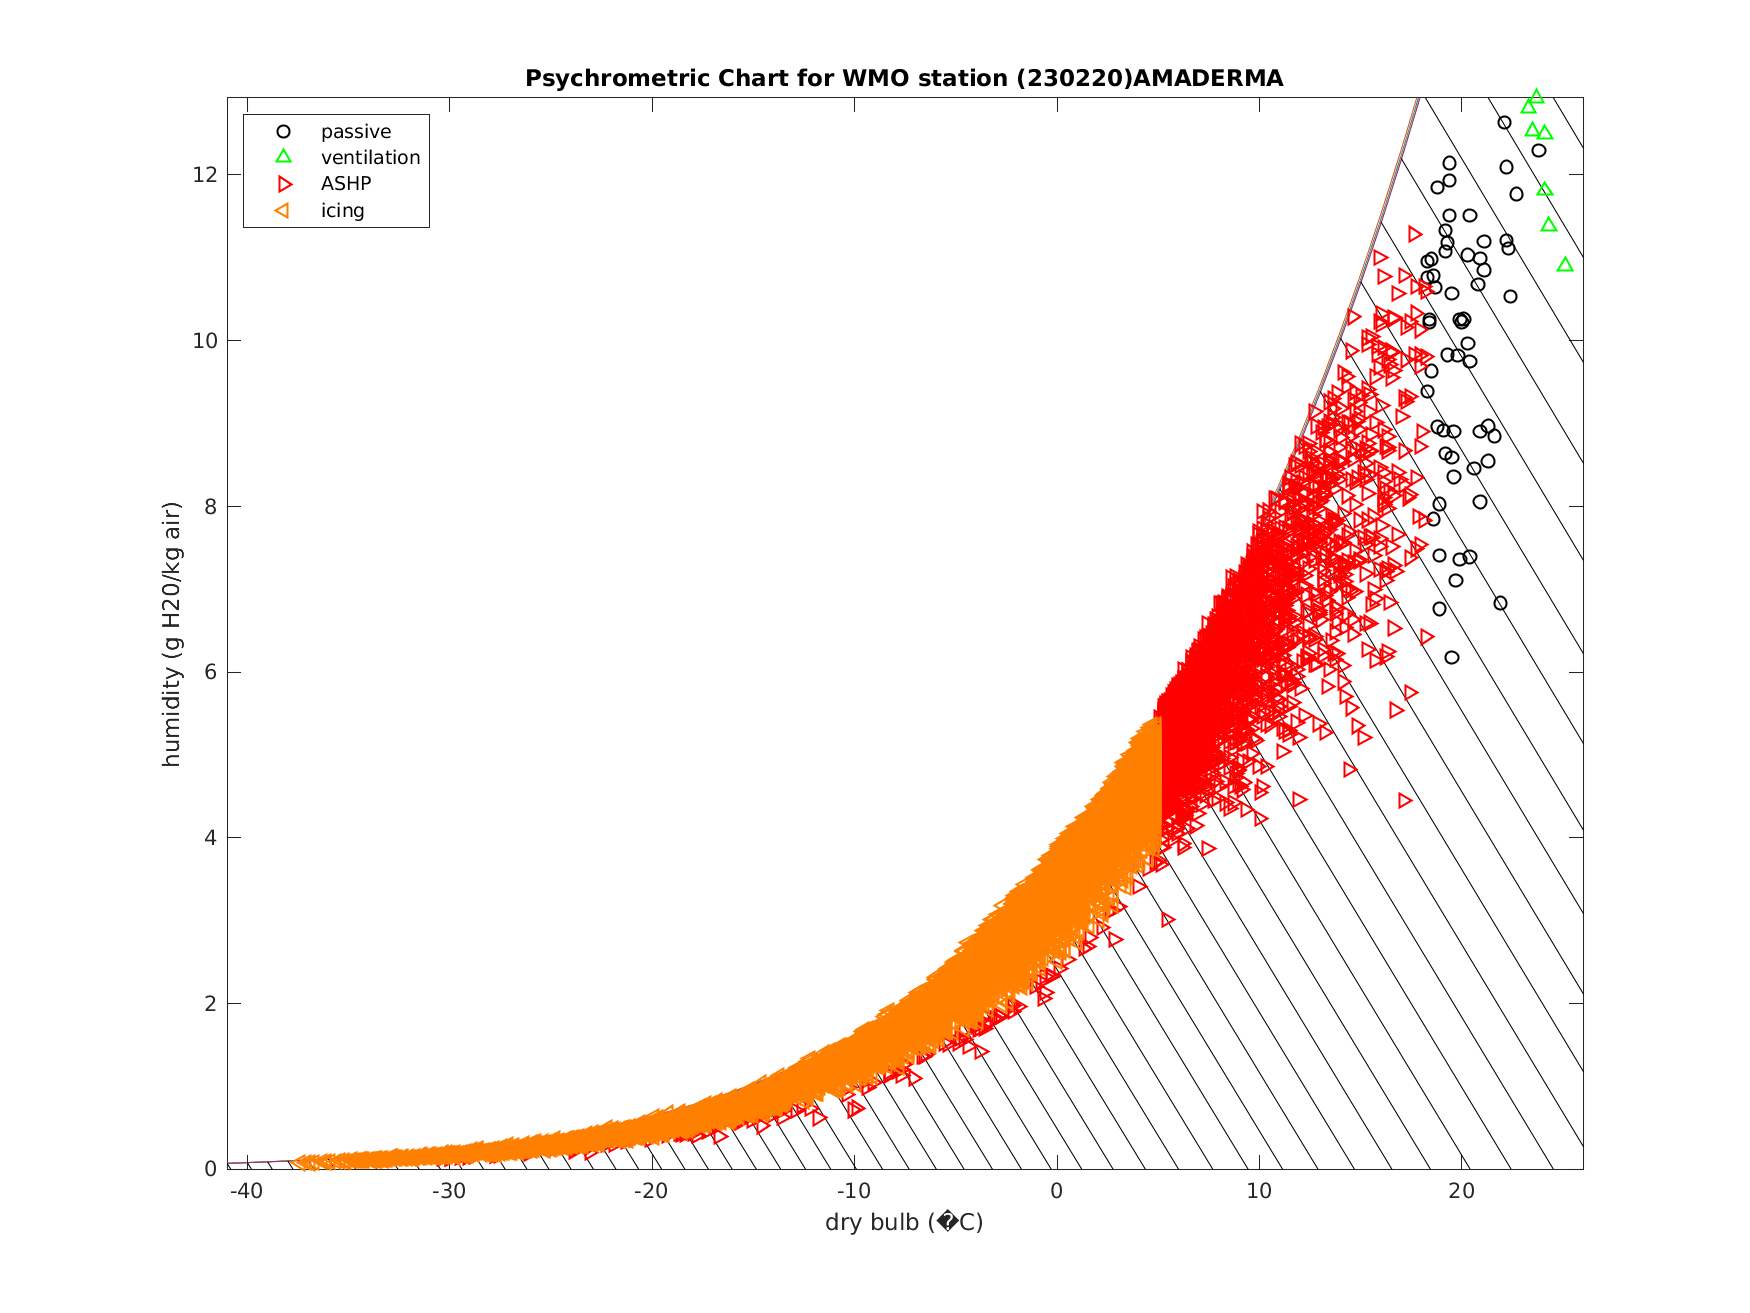 Psychrometric Chart for WMO station (230220)AMADERMA
passive
ventilation
ASHP
icing
12
10
8
6
4
2
0
humidity (g H20/kg air)
-40
-30
-20
-10
0
10
20
dry bulb (�C)